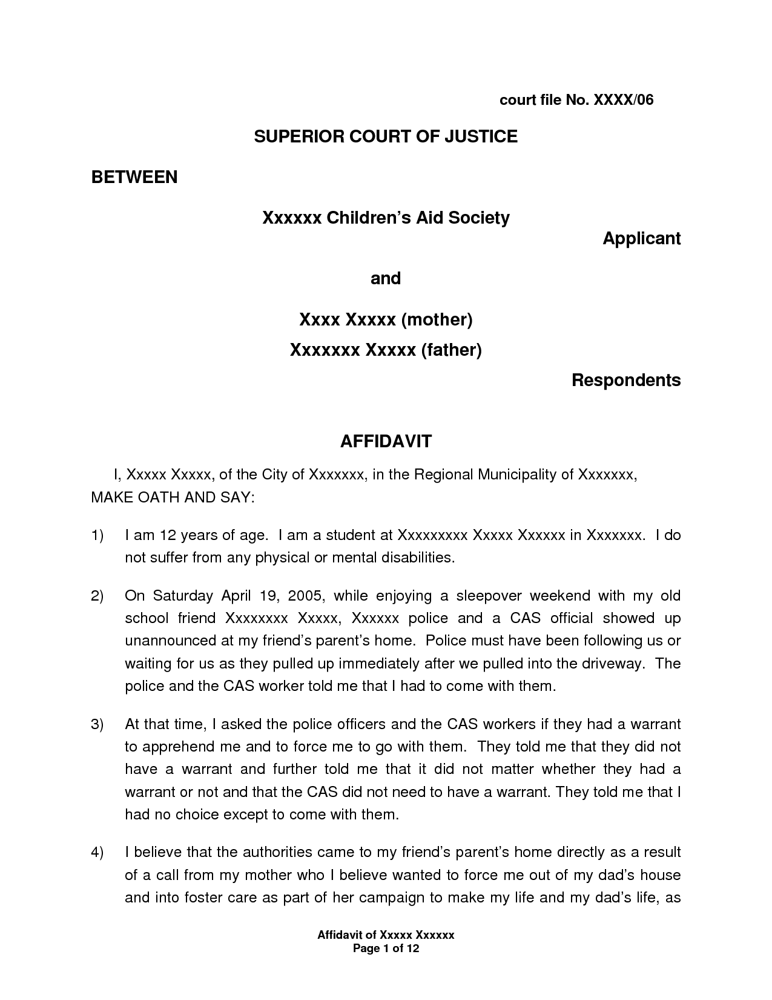 court file No. XXXX/06
SUPERIOR COURT OF JUSTICE
BETWEEN
Xxxxxx Children’s Aid Society
Applicant
and
Xxxx Xxxxx (mother)
Xxxxxxx Xxxxx (father)
Respondents
AFFIDAVIT
I, Xxxxx Xxxxx, of the City of Xxxxxxx, in the Regional Municipality of Xxxxxxx,
MAKE OATH AND SAY:
1) I am 12 years of age. I am a student at Xxxxxxxxx Xxxxx Xxxxxx in Xxxxxxx. I do
not suffer from any physical or mental disabilities.
2) On Saturday April 19, 2005, while enjoying a sleepover weekend with my old
school friend Xxxxxxxx Xxxxx, Xxxxxx police and a CAS official showed up
unannounced at my friend’s parent’s home. Police must have been following us or
waiting for us as they pulled up immediately after we pulled into the driveway. The
police and the CAS worker told me that I had to come with them.
3) At that time, I asked the police officers and the CAS workers if they had a warrant
to apprehend me and to force me to go with them. They told me that they did not
have a warrant and further told me that it did not matter whether they had a
warrant or not and that the CAS did not need to have a warrant. They told me that I
had no choice except to come with them.
4) I believe that the authorities came to my friend’s parent’s home directly as a result
of a call from my mother who I believe wanted to force me out of my dad’s house
and into foster care as part of her campaign to make my life and my dad’s life, as
Affidavit of Xxxxx Xxxxxx
Page 1 of 12